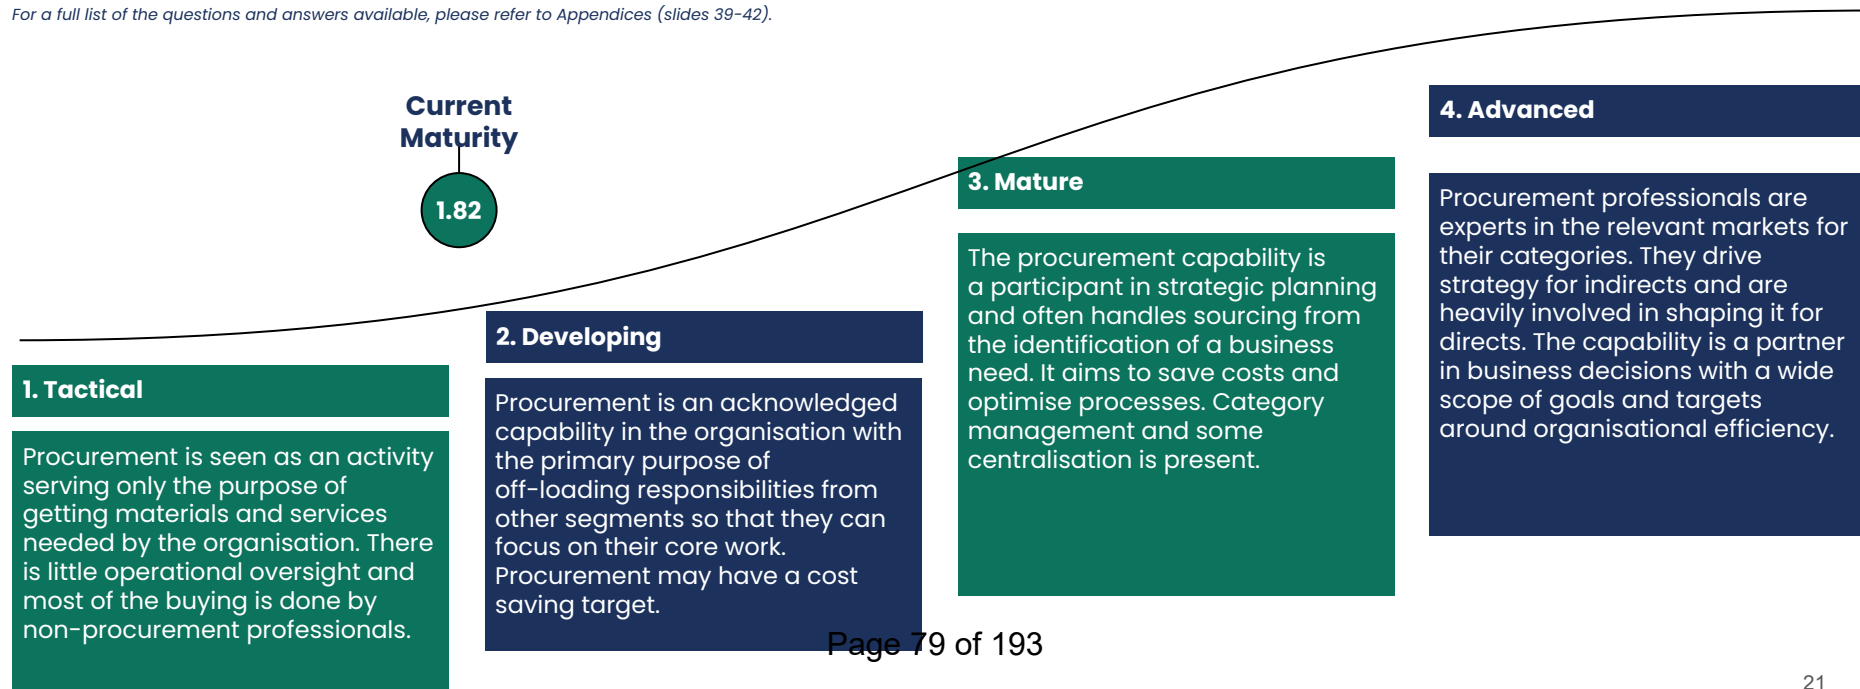 For a full list of the questions and answers available, please refer to Appendices (slides 39-42).
Current
Maturity
1.82
1. Tactical
Procurement is seen as an activity
serving only the purpose of
getting materials and services
needed by the organisation. There
is little operational oversight and
most of the buying is done by
non-procurement professionals.
2. Developing
Procurement is an acknowledged
capability in the organisation with
the primary purpose of
off-loading responsibilities from
other segments so that they can
focus on their core work.
Procurement may have a cost
saving target.
3. Mature
The procurement capability is
a participant in strategic planning
and often handles sourcing from
the identification of a business
need. It aims to save costs and
optimise processes. Category
management and some
centralisation is present.
4. Advanced
Procurement professionals are
experts in the relevant markets for
their categories. They drive
strategy for indirects and are
heavily involved in shaping it for
directs. The capability is a partner
in business decisions with a wide
scope of goals and targets
around organisational efficiency.
Page 79 of 193
21